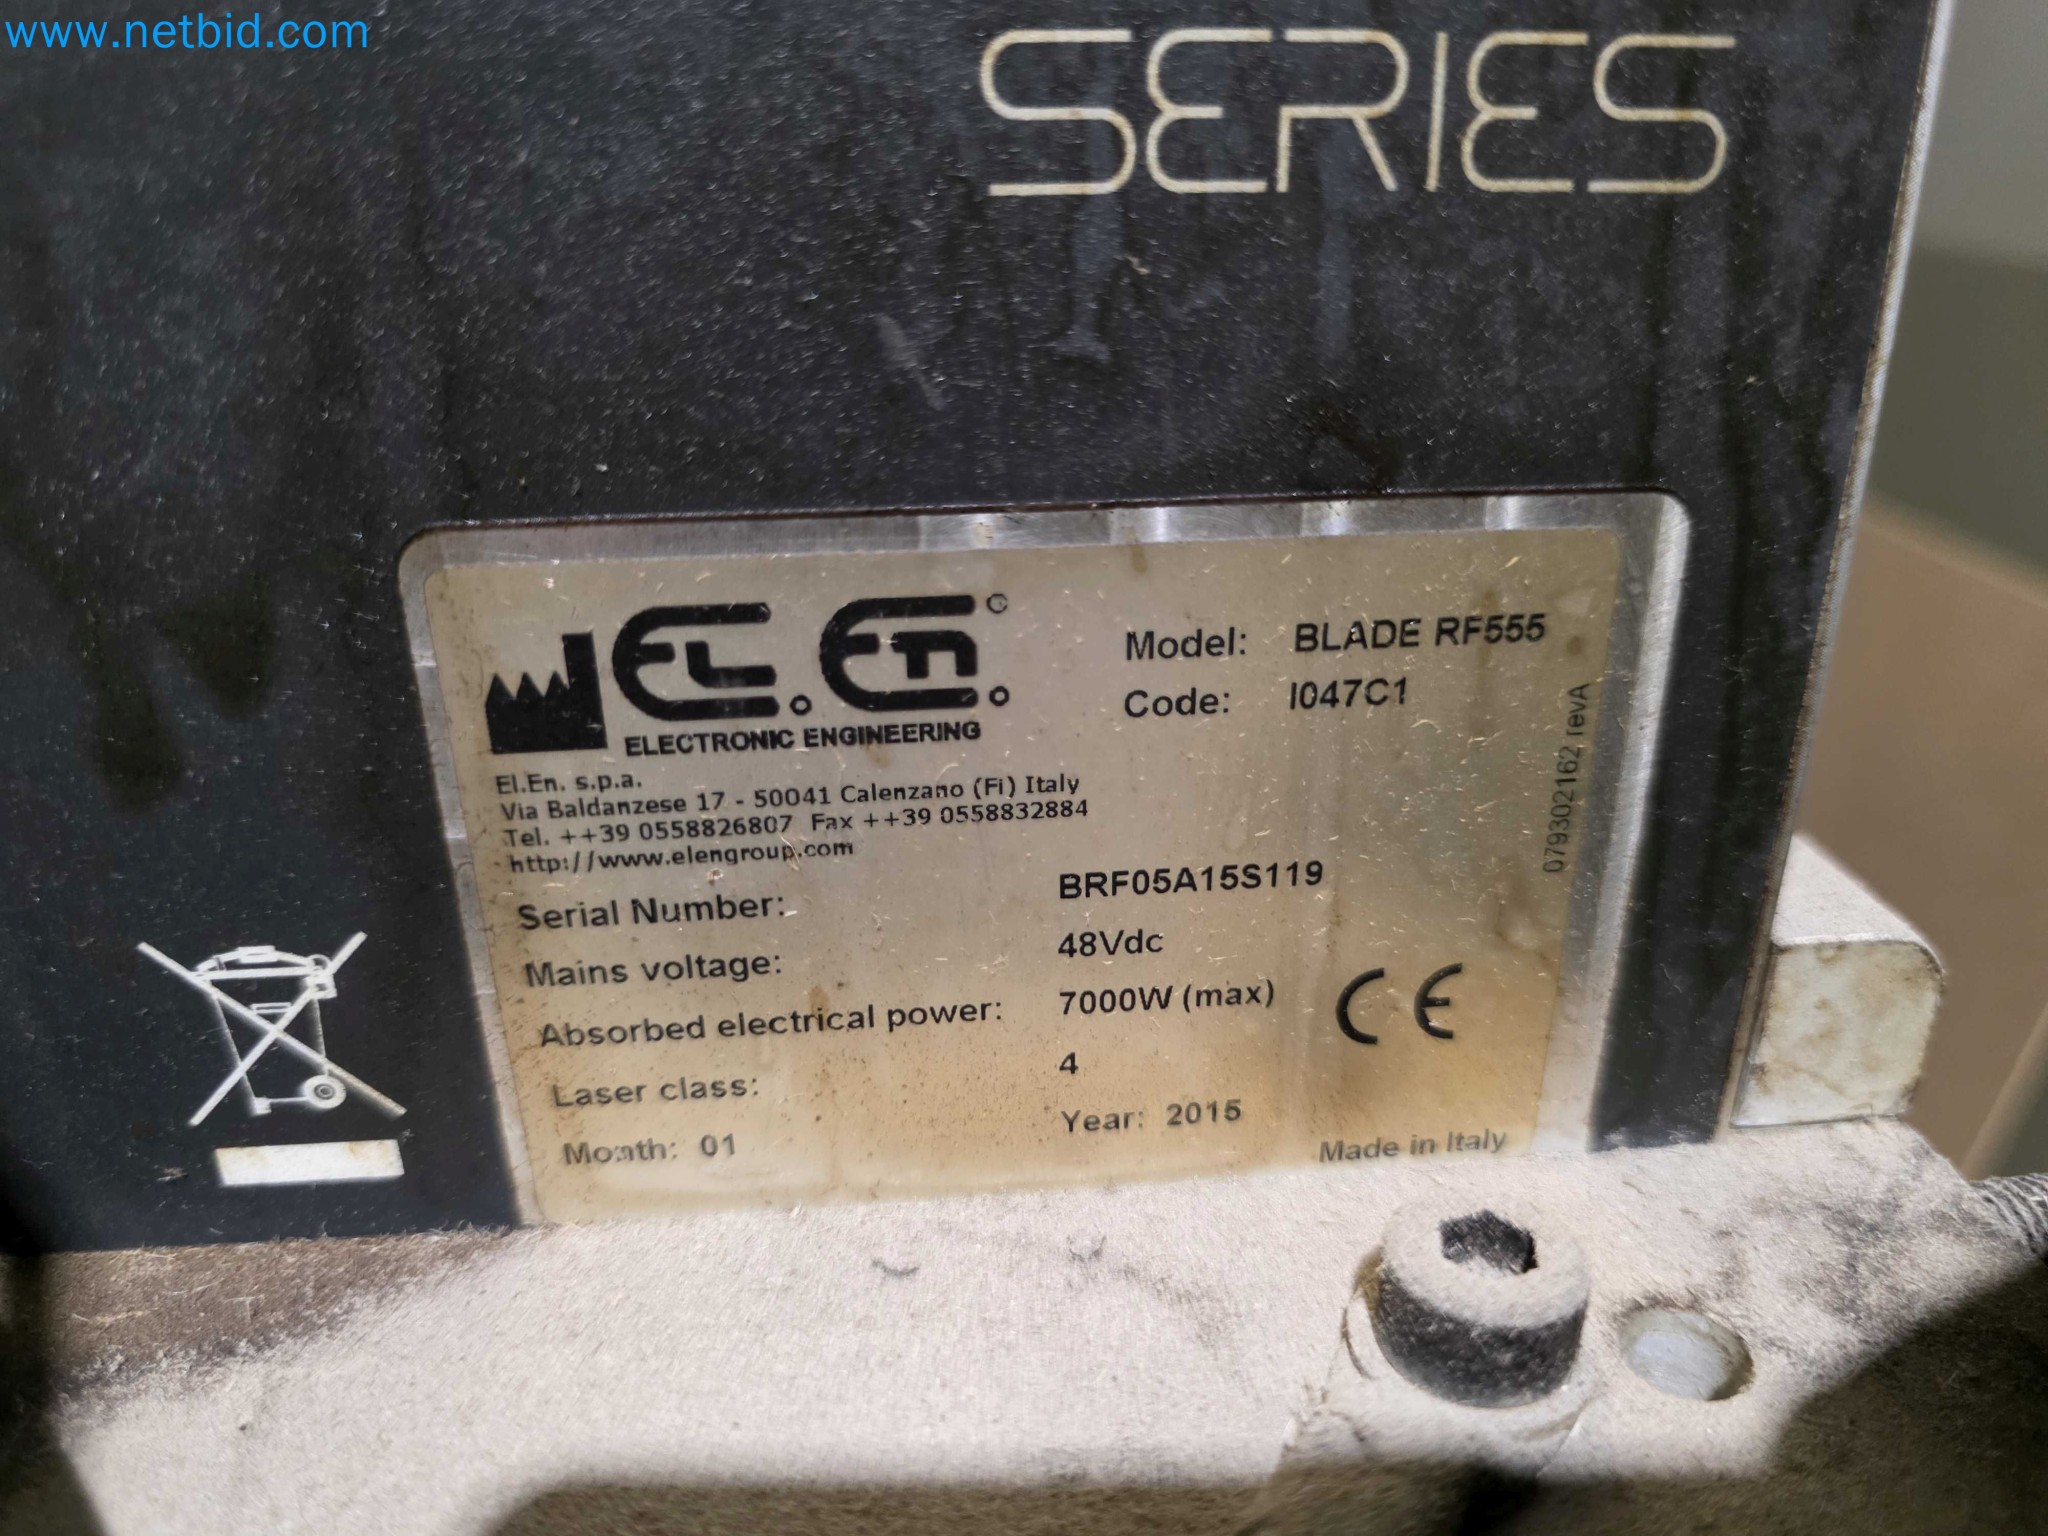 www.netbid.com
SERIES
EL.En.®
ELECTRONIC ENGINEERING
Model: BLADE RF555
Code: I047C1
079302162 revA
El.En. s.p.a.
Via Baldanzese 17 - 50041 Calenzano (Fi) Italy
Tel. ++39 0558826807 Fax ++39 0558832884
http://www.elengroup.com
Serial Number: BRF05A15S119
Mains voltage: 48Vdc
Absorbed electrical power: 7000W (max)
CE
Laser class: 4
Month: 01 Year: 2015
Made in Italy